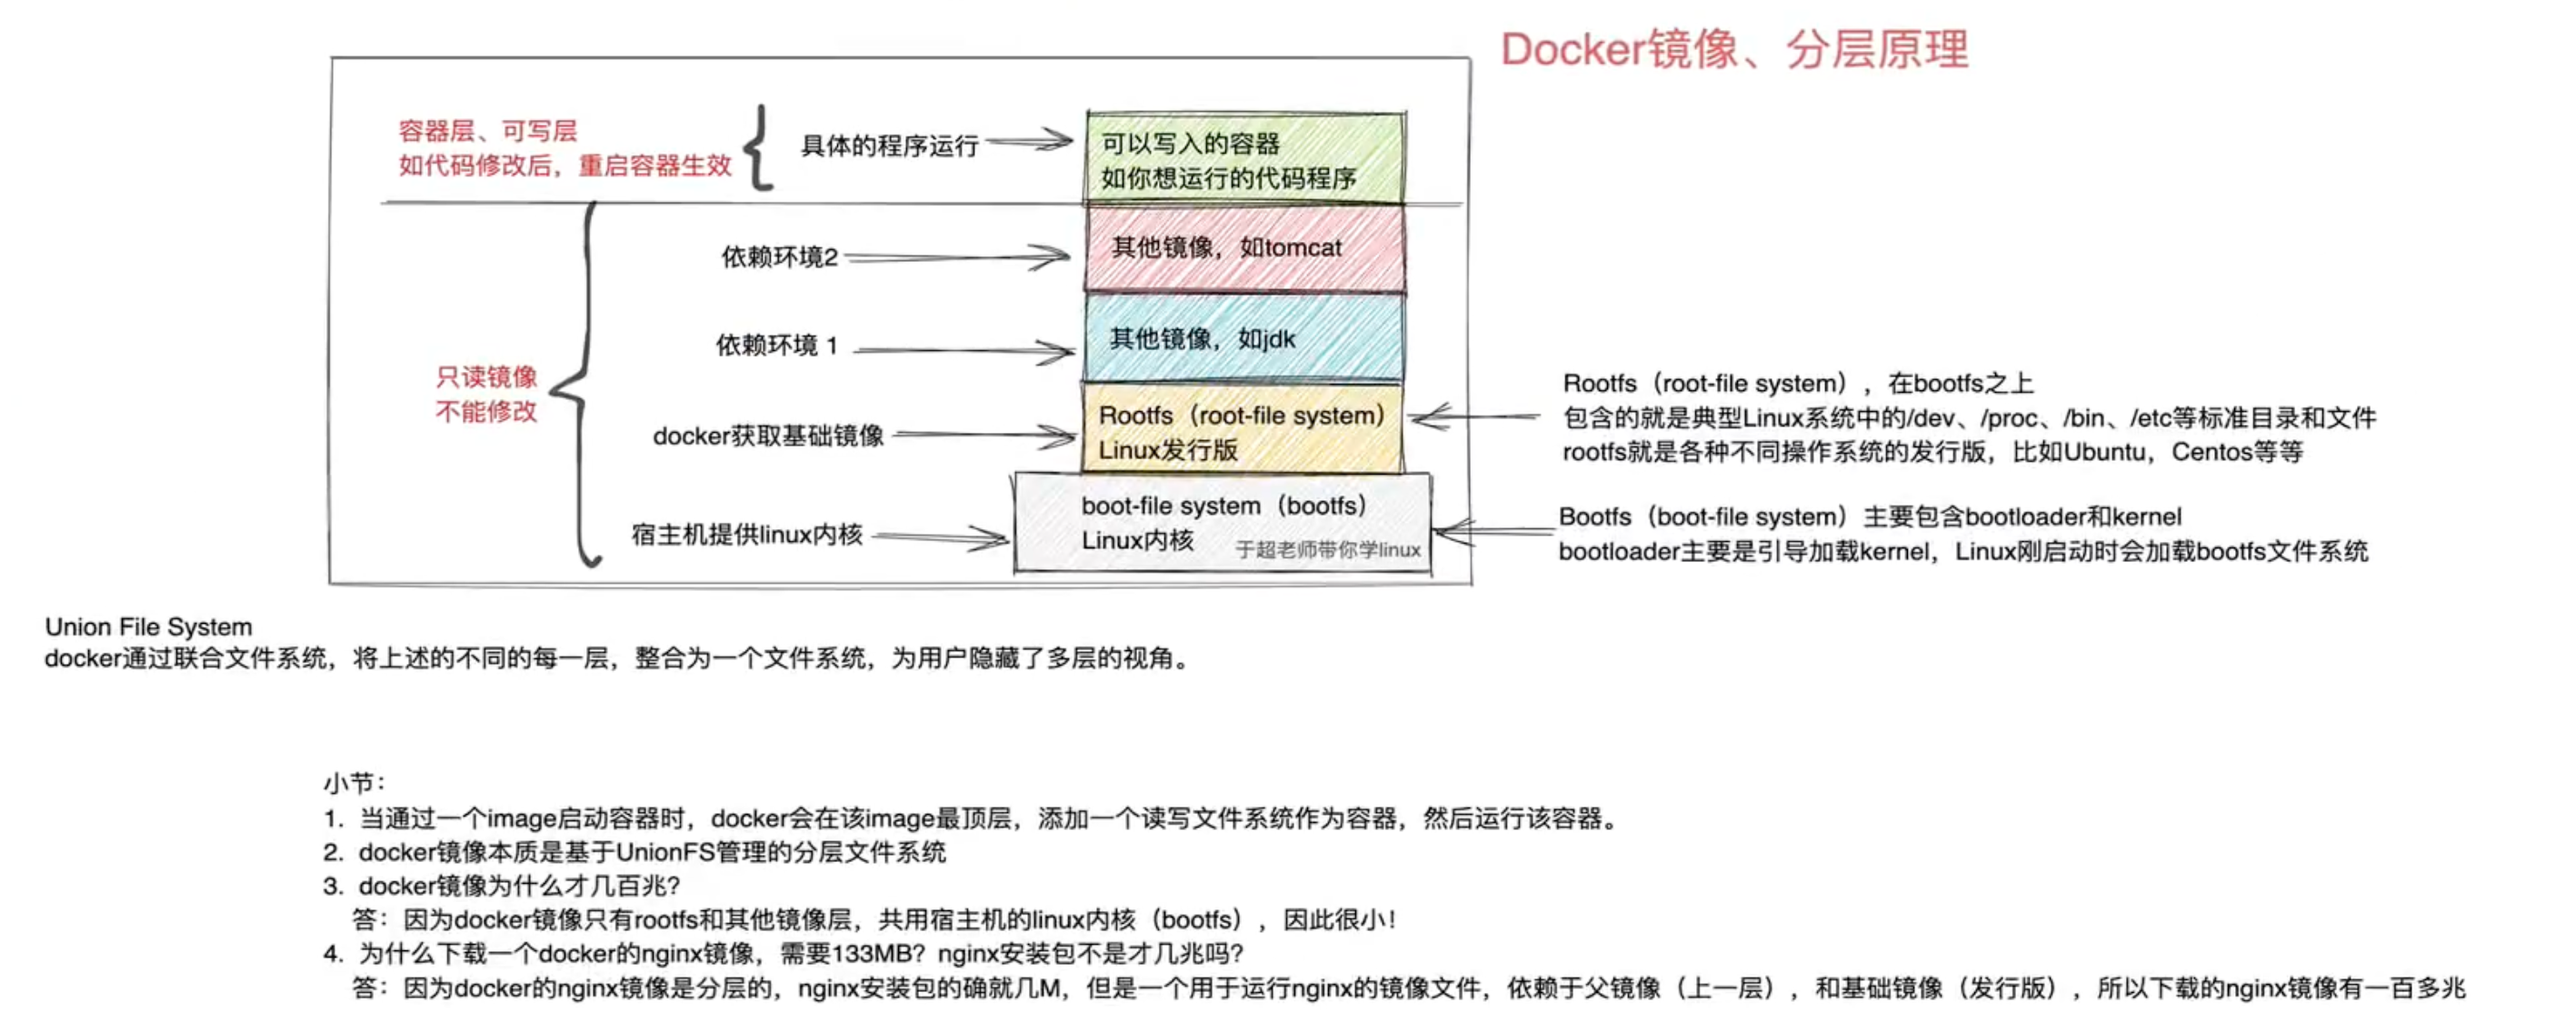 Docker镜像、分层原理
容器层、可写层
如代码修改后，重启容器生效
具体的程序运行
可以写入的容器
如你想运行的代码程序
依赖环境2
其他镜像，如tomcat
依赖环境 1
其他镜像，如jdk
只读镜像
不能修改
docker获取基础镜像
Rootfs（root-file system）
Linux发行版
Rootfs（root-file system），在bootfs之上
包含的就是典型Linux系统中的/dev、/proc、/bin、/etc等标准目录和文件
rootfs就是各种不同操作系统的发行版，比如Ubuntu，Centos等等
宿主机提供linux内核
boot-file system（bootfs）
Linux内核
于超老师带你学linux
Bootfs（boot-file system）主要包含bootloader和kernel
bootloader主要是引导加载kernel，Linux刚启动时会加载bootfs文件系统
Union File System
docker通过联合文件系统，将上述的不同的每一层，整合为一个文件系统，为用户隐藏了多层的视角。
小节：
1. 当通过一个image启动容器时，docker会在该image最顶层，添加一个读写文件系统作为容器，然后运行该容器。
2. docker镜像本质是基于UnionFS管理的分层文件系统
3. docker镜像为什么才几百兆？
答：因为docker镜像只有rootfs和其他镜像层，共用宿主机的linux内核（bootfs），因此很小！
4. 为什么下载一个docker的nginx镜像，需要133MB？nginx安装包不是才几兆吗？
答：因为docker的nginx镜像是分层的，nginx安装包的确就几M，但是一个用于运行nginx的镜像文件，依赖于父镜像（上一层），和基础镜像（发行版），所以下载的nginx镜像有一百多兆